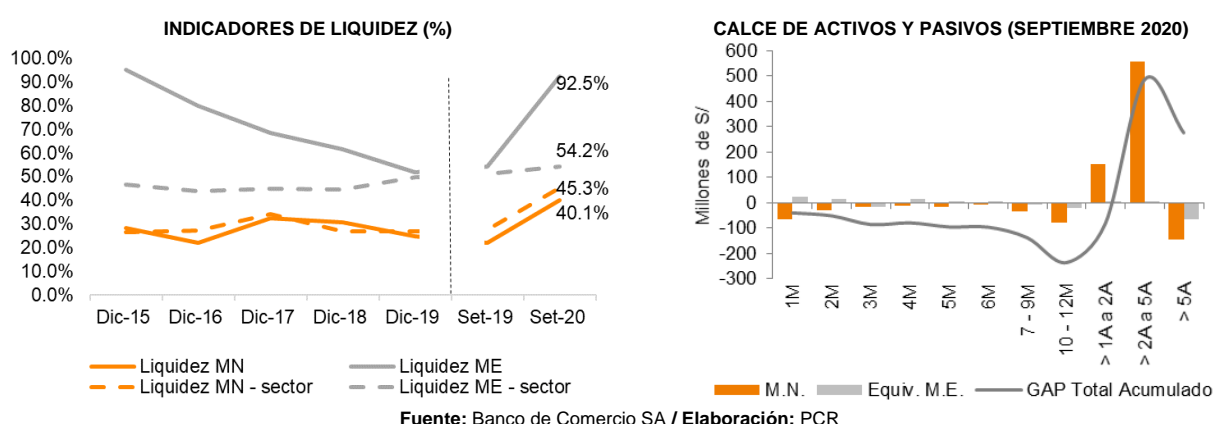 INDICADORES DE LIQUIDEZ (%)
100.0%
90.0%
80.0%
70.0%
60.0%
50.0%
40.0%
30.0%
20.0%
10.0%
0.0%
92.5%
54.2%
45.3%
40.1%
Dic-15 Dic-16 Dic-17 Dic-18 Dic-19 Set-19 Set-20
Liquidez MN Liquidez ME
Liquidez MN - sector Liquidez ME - sector
CALCE DE ACTIVOS Y PASIVOS (SEPTIEMBRE 2020)
Millones de S/
600
500
400
300
200
100
0
-100
-200
-300
1M
2M
3M
4M
5M
6M
7 - 9M
10 - 12M
> 1A a 2A
> 2A a 5A
> 5A
M.N. Equiv. M.E. GAP Total Acumulado
Fuente: Banco de Comercio SA / Elaboración: PCR